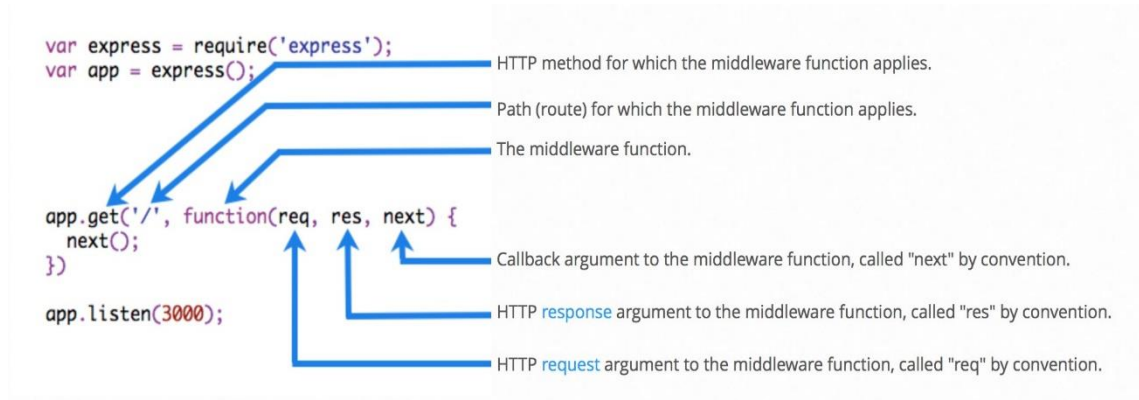 var express = require('express');
var app = express();
HTTP method for which the middleware function applies.
Path (route) for which the middleware function applies.
The middleware function.
app.get('/', function(req, res, next) {
next();
})
app.listen(3000);
Callback argument to the middleware function, called "next" by convention.
HTTP response argument to the middleware function, called "res" by convention.
HTTP request argument to the middleware function, called "req" by convention.